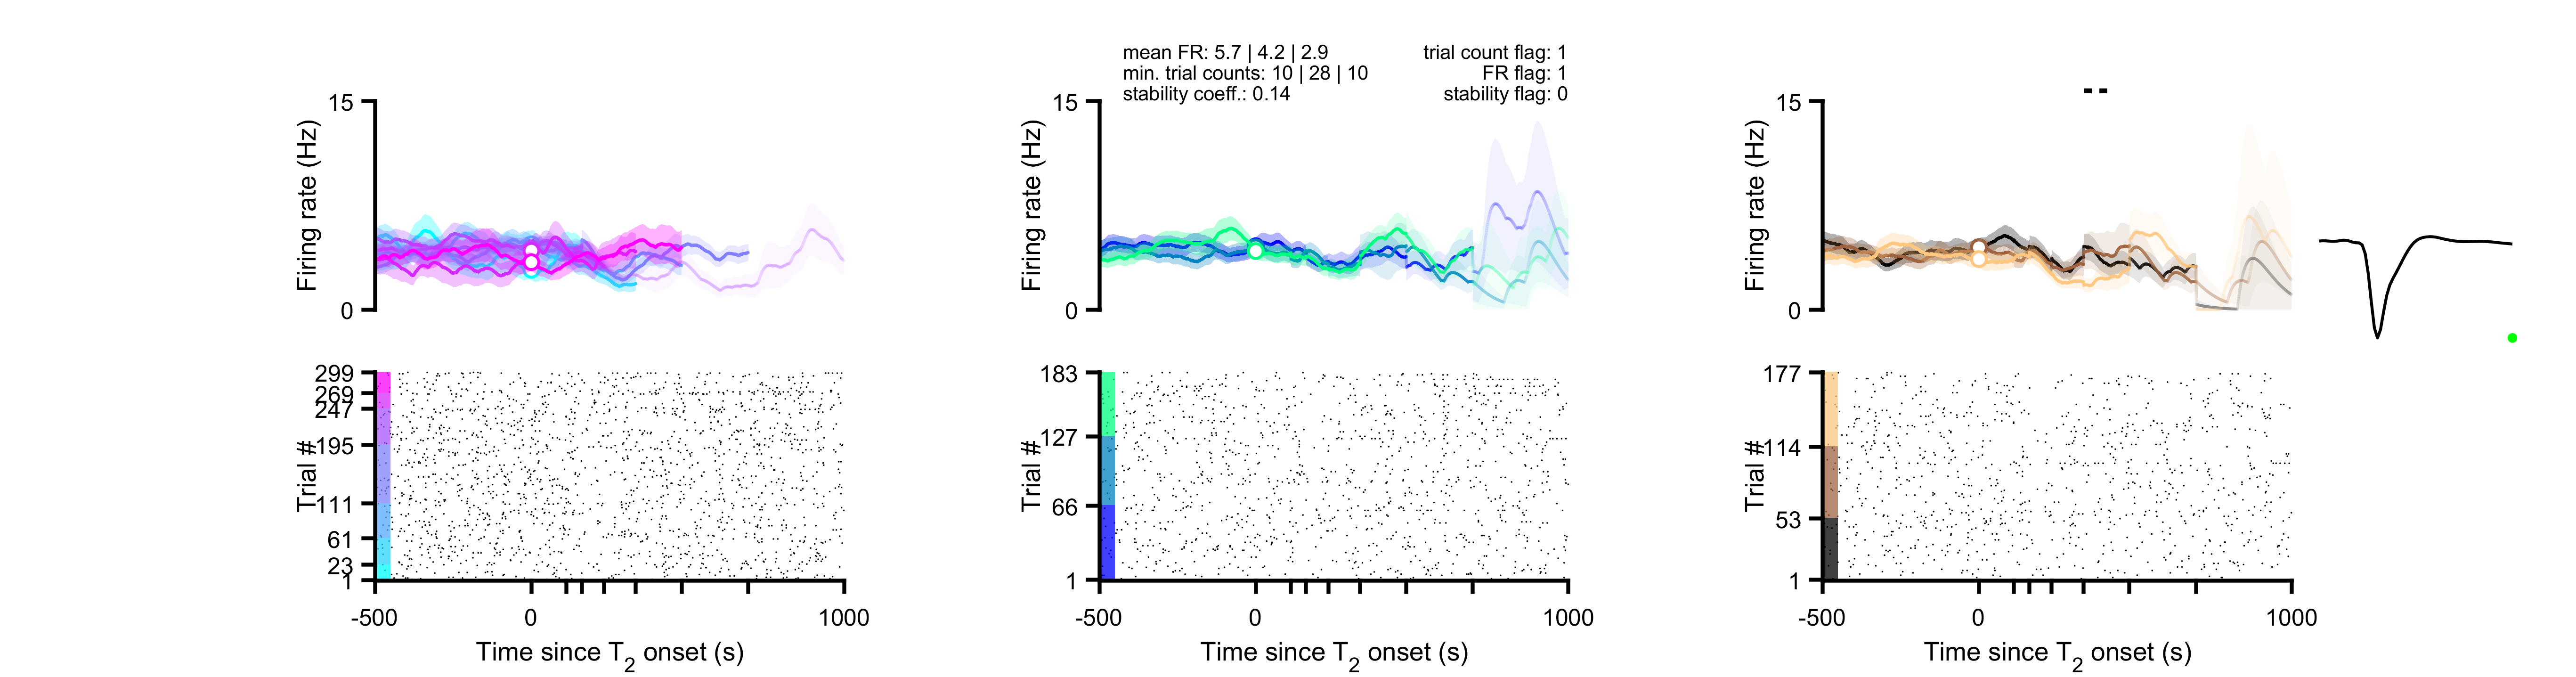 mean FR: 5.7 | 4.2 | 2.9
min. trial counts: 10 | 28 | 10
stability coeff.: 0.14
trial count flag: 1
FR flag: 1
stability flag: 0
--
15
Firing rate (Hz)
0
299
269
247
195
111
61
23
1
Trial #
-500
0
1000
Time since T2 onset (s)
15
Firing rate (Hz)
0
183
127
66
1
Trial #
-500
0
1000
Time since T2 onset (s)
15
Firing rate (Hz)
0
177
114
53
1
Trial #
-500
0
1000
Time since T2 onset (s)